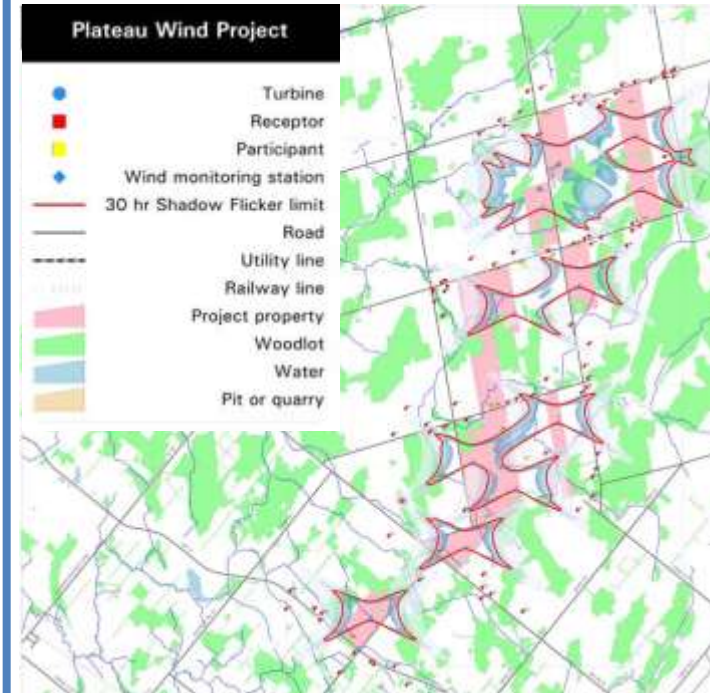 Plateau Wind Project
Turbine
Receptor
Participant
Wind monitoring station
30 hr Shadow Flicker limit
Road
Utility line
Railway line
Project property
Woodlot
Water
Pit or quarry